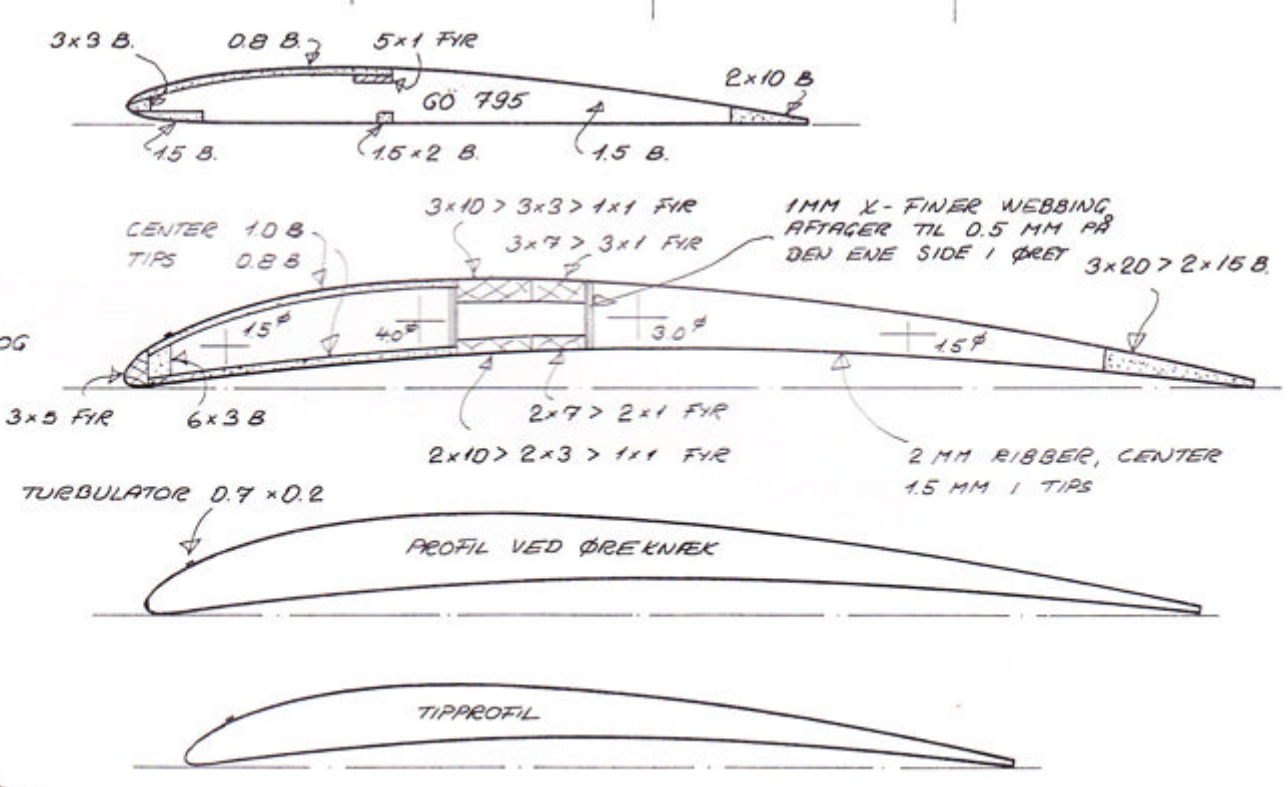 3x3 B.
0.8 B.
5x1 FYR
2x10 B
GÖ 795
1.5 B.
1.5x2 B.
1.5 B.
3x10 > 3x3 > 1x1 FYR
3x7 > 3x1 FYR
1MM X-FINER WEBBING
AFTAGER TIL 0.5 MM PÅ
DEN ENE SIDE I ØRET
CENTER 1.0 B
TIPS 0.8 B
3x20 > 2x15 B.
OG
1.5 ϕ
4.0 ϕ
3.0 ϕ
1.5 ϕ
3x5 FYR
6x3 B
2x7 > 2x1 FYR
2x10 > 2x3 > 1x1 FYR
2 MM RIBBER, CENTER
1.5 MM I TIPS
TURBULATOR 0.7 x 0.2
PROFIL VED ØREKNÆK
TIPPROFIL